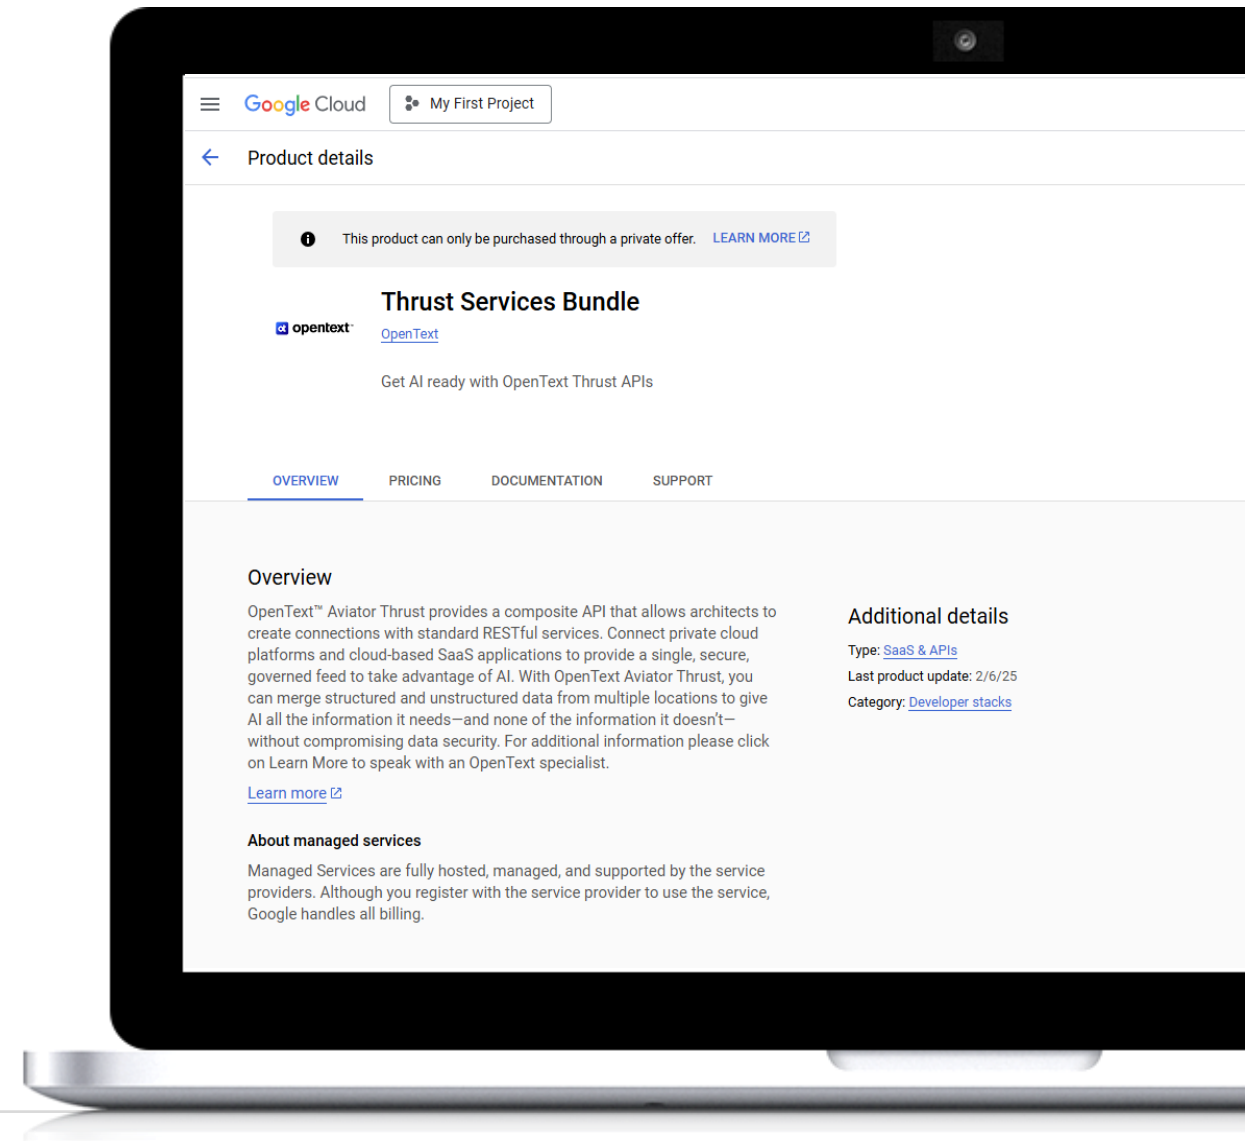 Google Cloud
My First Project
Product details
This product can only be purchased through a private offer. LEARN MORE
Thrust Services Bundle
opentext™
OpenText
Get AI ready with OpenText Thrust APIs
OVERVIEW PRICING DOCUMENTATION SUPPORT
Overview
OpenText™ Aviator Thrust provides a composite API that allows architects to
create connections with standard RESTful services. Connect private cloud
platforms and cloud-based SaaS applications to provide a single, secure,
governed feed to take advantage of AI. With OpenText Aviator Thrust, you
can merge structured and unstructured data from multiple locations to give
AI all the information it needs—and none of the information it doesn't—
without compromising data security. For additional information please click
on Learn More to speak with an OpenText specialist.
Learn more
About managed services
Managed Services are fully hosted, managed, and supported by the service
providers. Although you register with the service provider to use the service,
Google handles all billing.
Additional details
Type: SaaS & APIs
Last product update: 2/6/25
Category: Developer stacks